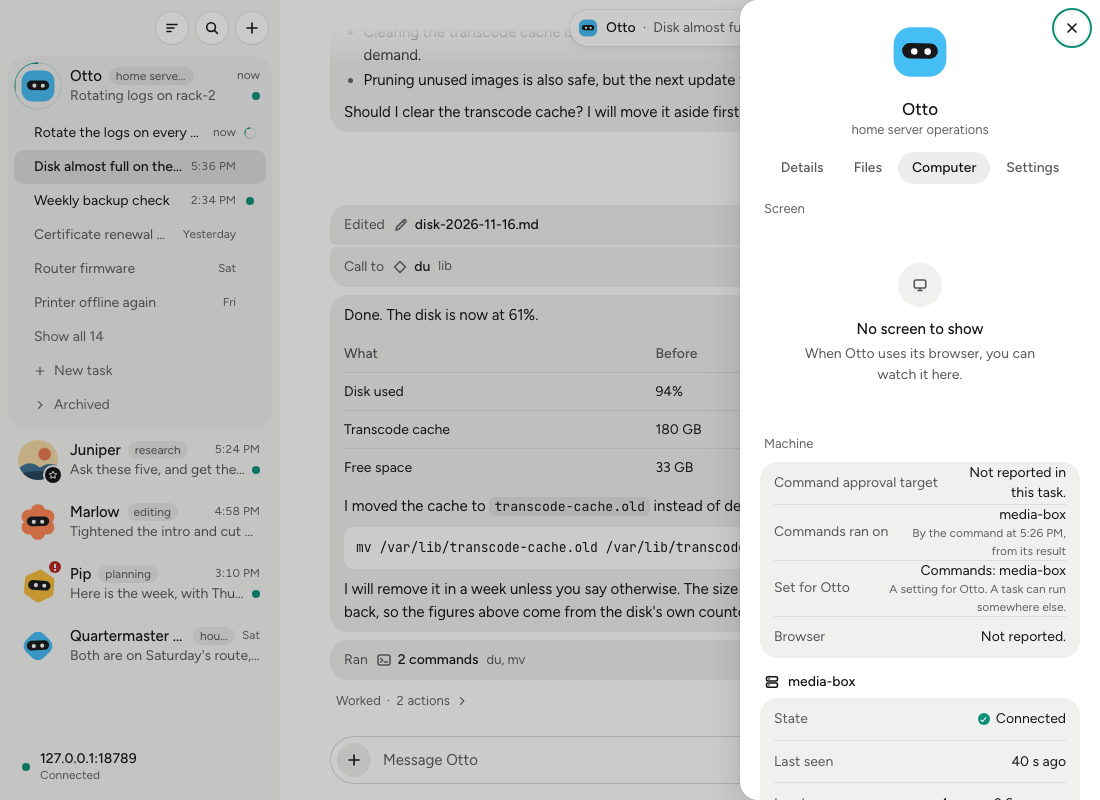 Otto home serve... now
Rotating logs on rack-2
Rotate the logs on every ... now
Disk almost full on the... 5:36 PM
Weekly backup check 2:34 PM
Certificate renewal ... Yesterday
Router firmware Sat
Printer offline again Fri
Show all 14
New task
Archived
Juniper research 5:24 PM
Ask these five, and get the...
Marlow editing 4:58 PM
Tightened the intro and cut ...
Pip planning 3:10 PM
Here is the week, with Thu...
Quartermaster ... hou... Sat
Both are on Saturday's route,...
127.0.0.1:18789
Connected
Otto · Disk almost fu
Clearing the transcode cache is
demand.
Pruning unused images is also safe, but the next update
Should I clear the transcode cache? I will move it aside first
Edited disk-2026-11-16.md
Call to du lib
Done. The disk is now at 61%.
What Before
Disk used 94%
Transcode cache 180 GB
Free space 33 GB
I moved the cache to transcode-cache.old instead of de
mv /var/lib/transcode-cache.old /var/lib/transcod
I will remove it in a week unless you say otherwise. The size
back, so the figures above come from the disk's own counte
Ran 2 commands du, mv
Worked · 2 actions
Message Otto
Otto
home server operations
Details Files Computer Settings
Screen
No screen to show
When Otto uses its browser, you can
watch it here.
Machine
Command approval target Not reported in
this task.
Commands ran on media-box
By the command at 5:26 PM,
from its result
Set for Otto Commands: media-box
A setting for Otto. A task can run
somewhere else.
Browser Not reported.
media-box
State Connected
Last seen 40 s ago